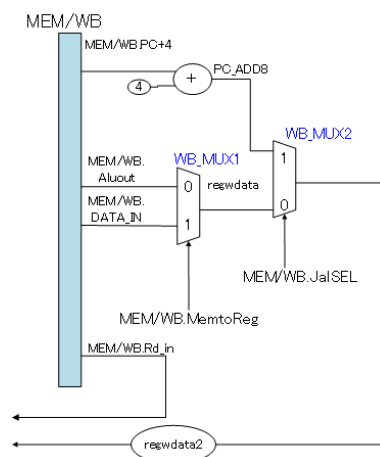 MEM/WB
MEM/WB.PC+4
4
+
PC_ADD8
WB_MUX2
MEM/WB.
Aluout
WB_MUX1
0
regwdata
1
MEM/WB.
DATA_IN
1
0
MEM/WB.JalSEL
MEM/WB.MemtoReg
MEM/WB.Rd_in
regwdata2